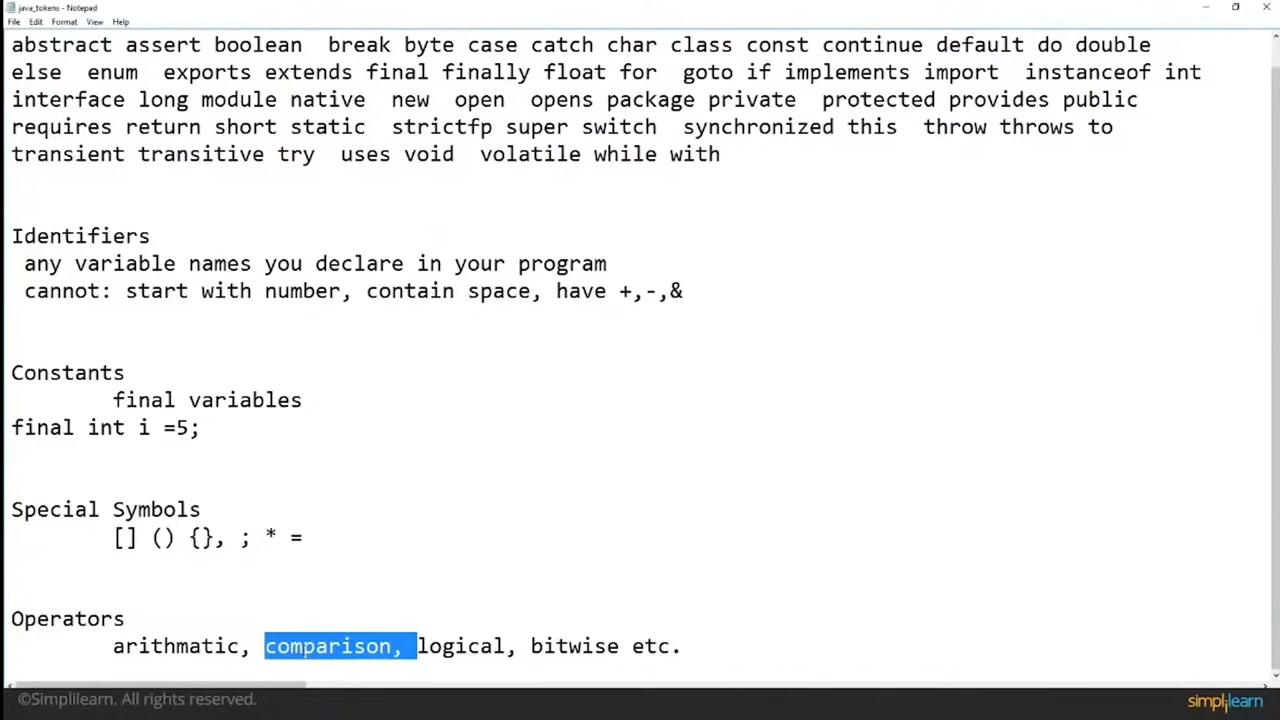 java_tokens - Notepad
File Edit Format View Help
abstract assert boolean break byte case catch char class const continue default do double
else enum exports extends final finally float for goto if implements import instanceof int
interface long module native new open opens package private protected provides public
requires return short static strictfp super switch synchronized this throw throws to
transient transitive try uses void volatile while with
Identifiers
any variable names you declare in your program
cannot: start with number, contain space, have +,-,&
Constants
final variables
final int i =5;
Special Symbols
[] () {}, ; * =
Operators
arithmatic, comparison, logical, bitwise etc.
©Simplilearn. All rights reserved.
simplilearn